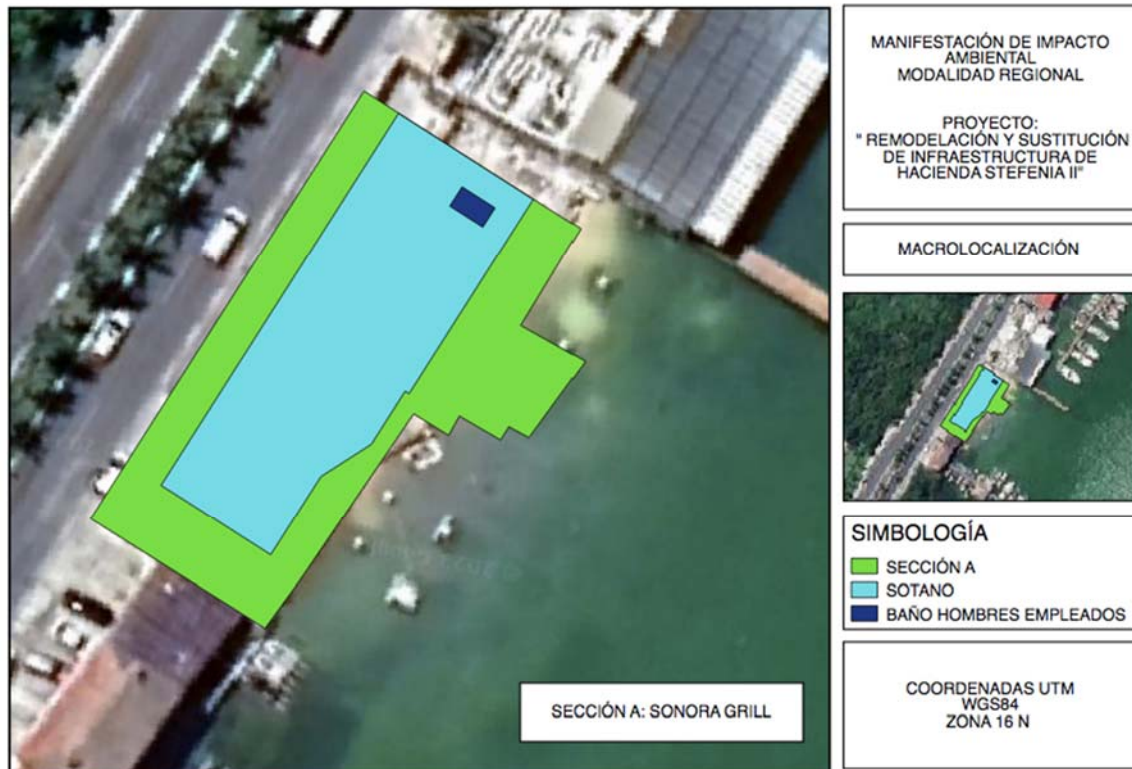 MANIFESTACIÓN DE IMPACTO
AMBIENTAL
MODALIDAD REGIONAL
PROYECTO:
" REMODELACIÓN Y SUSTITUCIÓN
DE INFRAESTRUCTURA DE
HACIENDA STEFENIA II"
MACROLOCALIZACIÓN
SIMBOLOGÍA
SECCIÓN A
SOTANO
BAÑO HOMBRES EMPLEADOS
COORDENADAS UTM
WGS84
ZONA 16 N
SECCIÓN A: SONORA GRILL